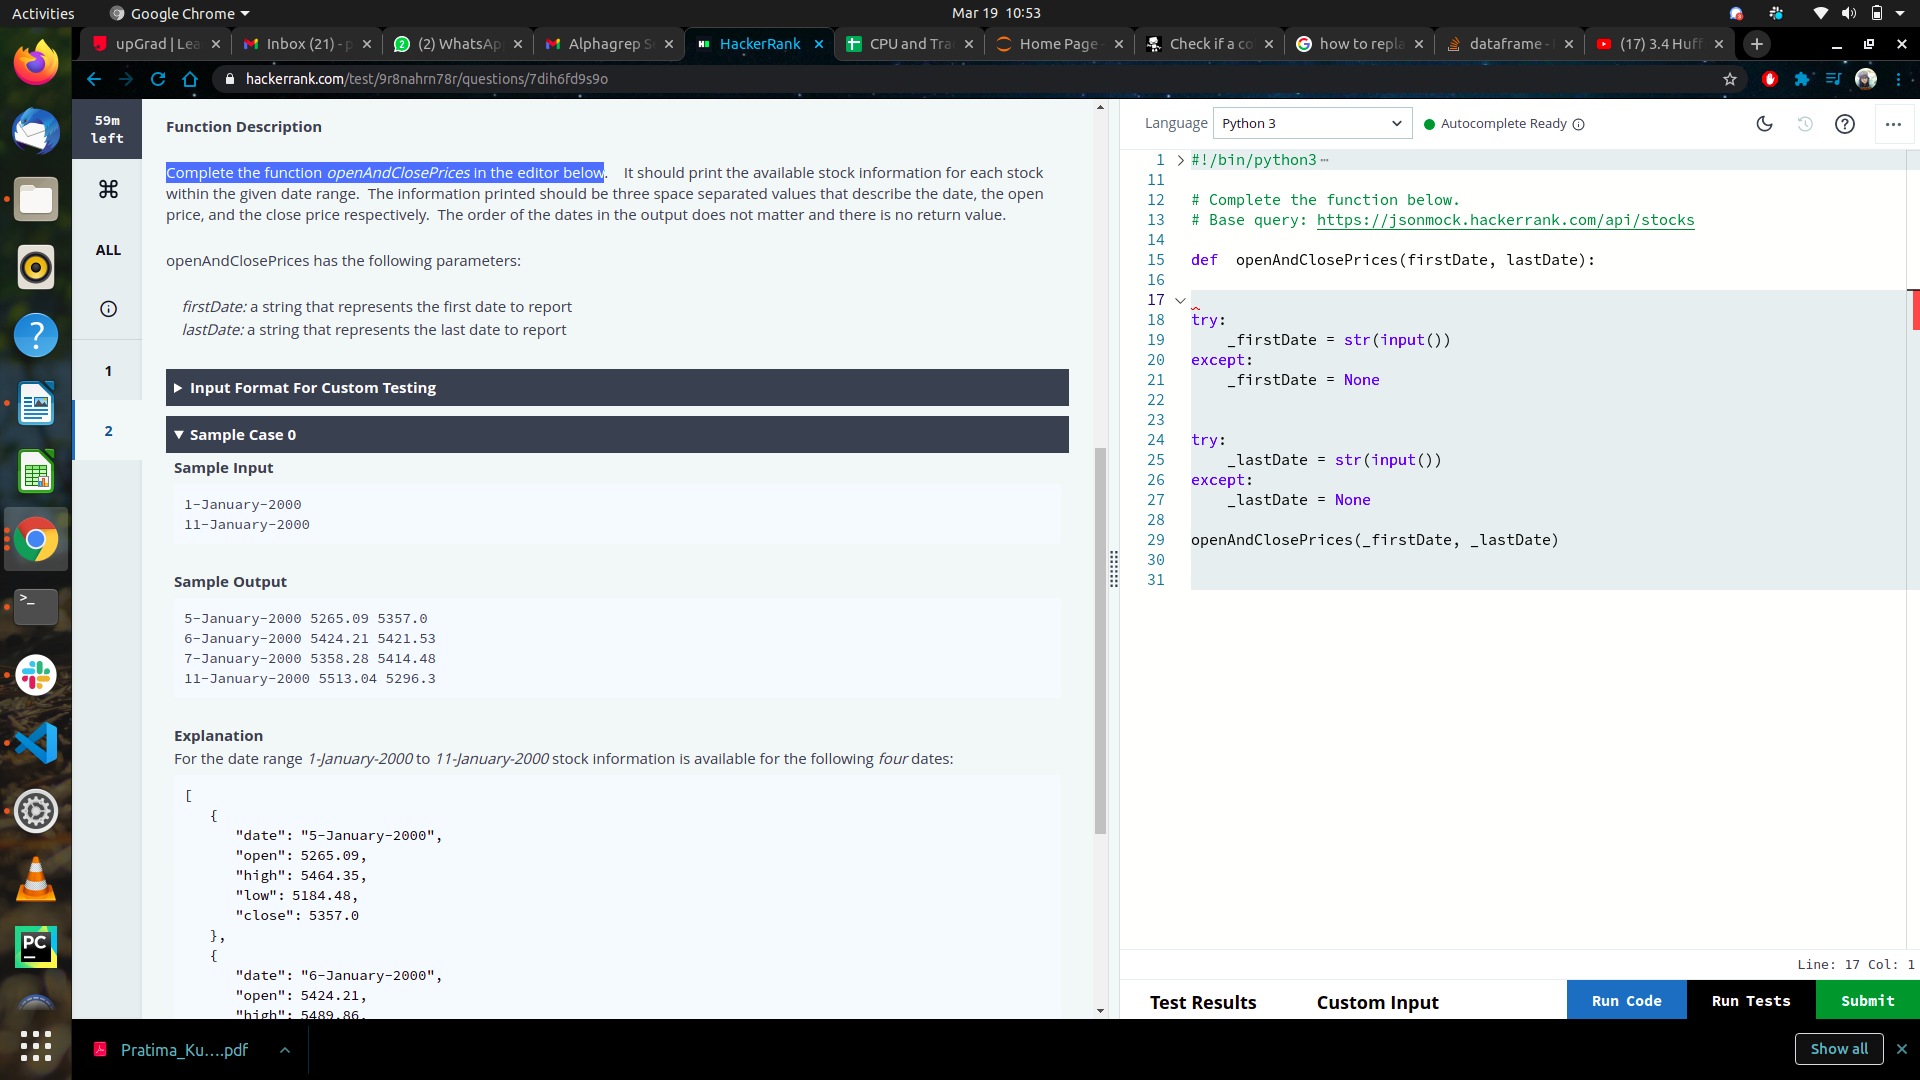 Activities
Google Chrome
Mar 19 10:53
upGrad | Lea
Inbox (21) - p
(2) WhatsAp
Alphagrep S
HackerRank
CPU and Tra
Home Page -
Check if a co
how to repla
dataframe -
(17) 3.4 Huff
hackerrank.com/test/9r8nahrn78r/questions/7dih6fd9s9o
59m
left
ALL
1
2
Function Description
Complete the function openAndClosePrices in the editor below. It should print the available stock information for each stock
within the given date range. The information printed should be three space separated values that describe the date, the open
price, and the close price respectively. The order of the dates in the output does not matter and there is no return value.
openAndClosePrices has the following parameters:
firstDate: a string that represents the first date to report
lastDate: a string that represents the last date to report
Input Format For Custom Testing
Sample Case 0
Sample Input
1-January-2000
11-January-2000
Sample Output
5-January-2000 5265.09 5357.0
6-January-2000 5424.21 5421.53
7-January-2000 5358.28 5414.48
11-January-2000 5513.04 5296.3
Explanation
For the date range 1-January-2000 to 11-January-2000 stock information is available for the following four dates:
[
{
"date": "5-January-2000",
"open": 5265.09,
"high": 5464.35,
"low": 5184.48,
"close": 5357.0
},
{
"date": "6-January-2000",
"open": 5424.21,
"high": 5489.86,
Language
Python 3
Autocomplete Ready
1 #!/bin/python3
11
12 # Complete the function below.
13 # Base query: https://jsonmock.hackerrank.com/api/stocks
14
15 def openAndClosePrices(firstDate, lastDate):
16
17
18 try:
19 _firstDate = str(input())
20 except:
21 _firstDate = None
22
23
24 try:
25 _lastDate = str(input())
26 except:
27 _lastDate = None
28
29 openAndClosePrices(_firstDate, _lastDate)
30
31
Line: 17 Col: 1
Test Results
Custom Input
Run Code
Run Tests
Submit
PC
Pratima_Ku....pdf
Show all